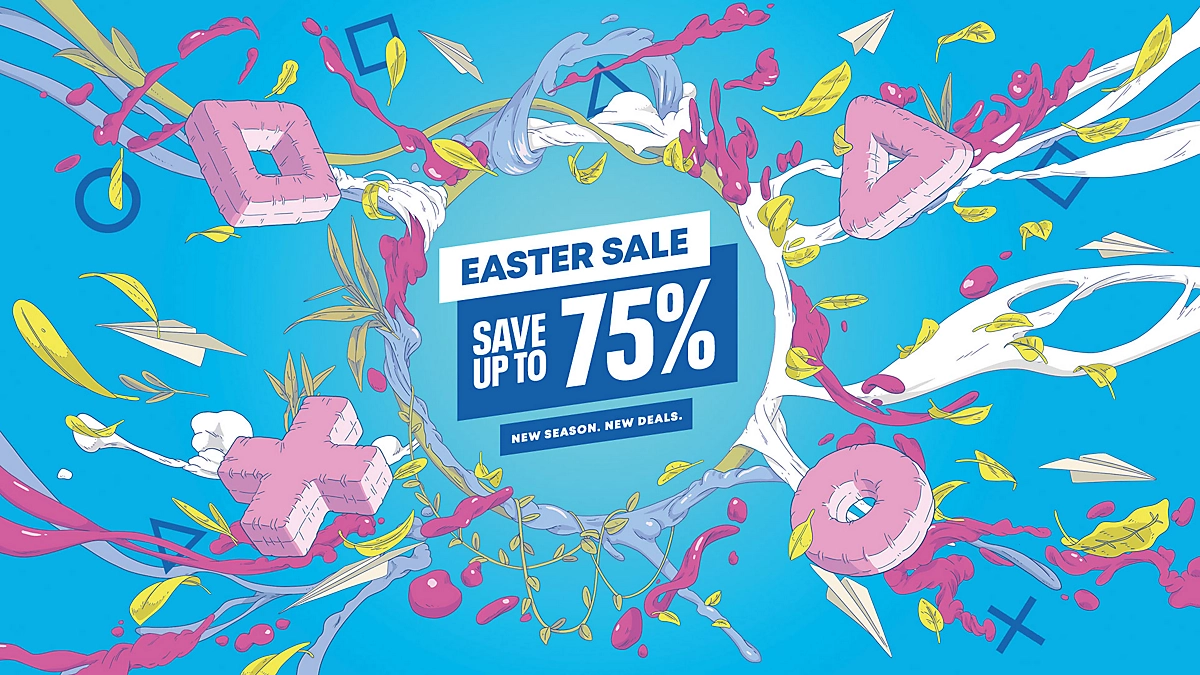 EASTER SALE
SAVE
UP TO
75%
NEW SEASON. NEW DEALS.